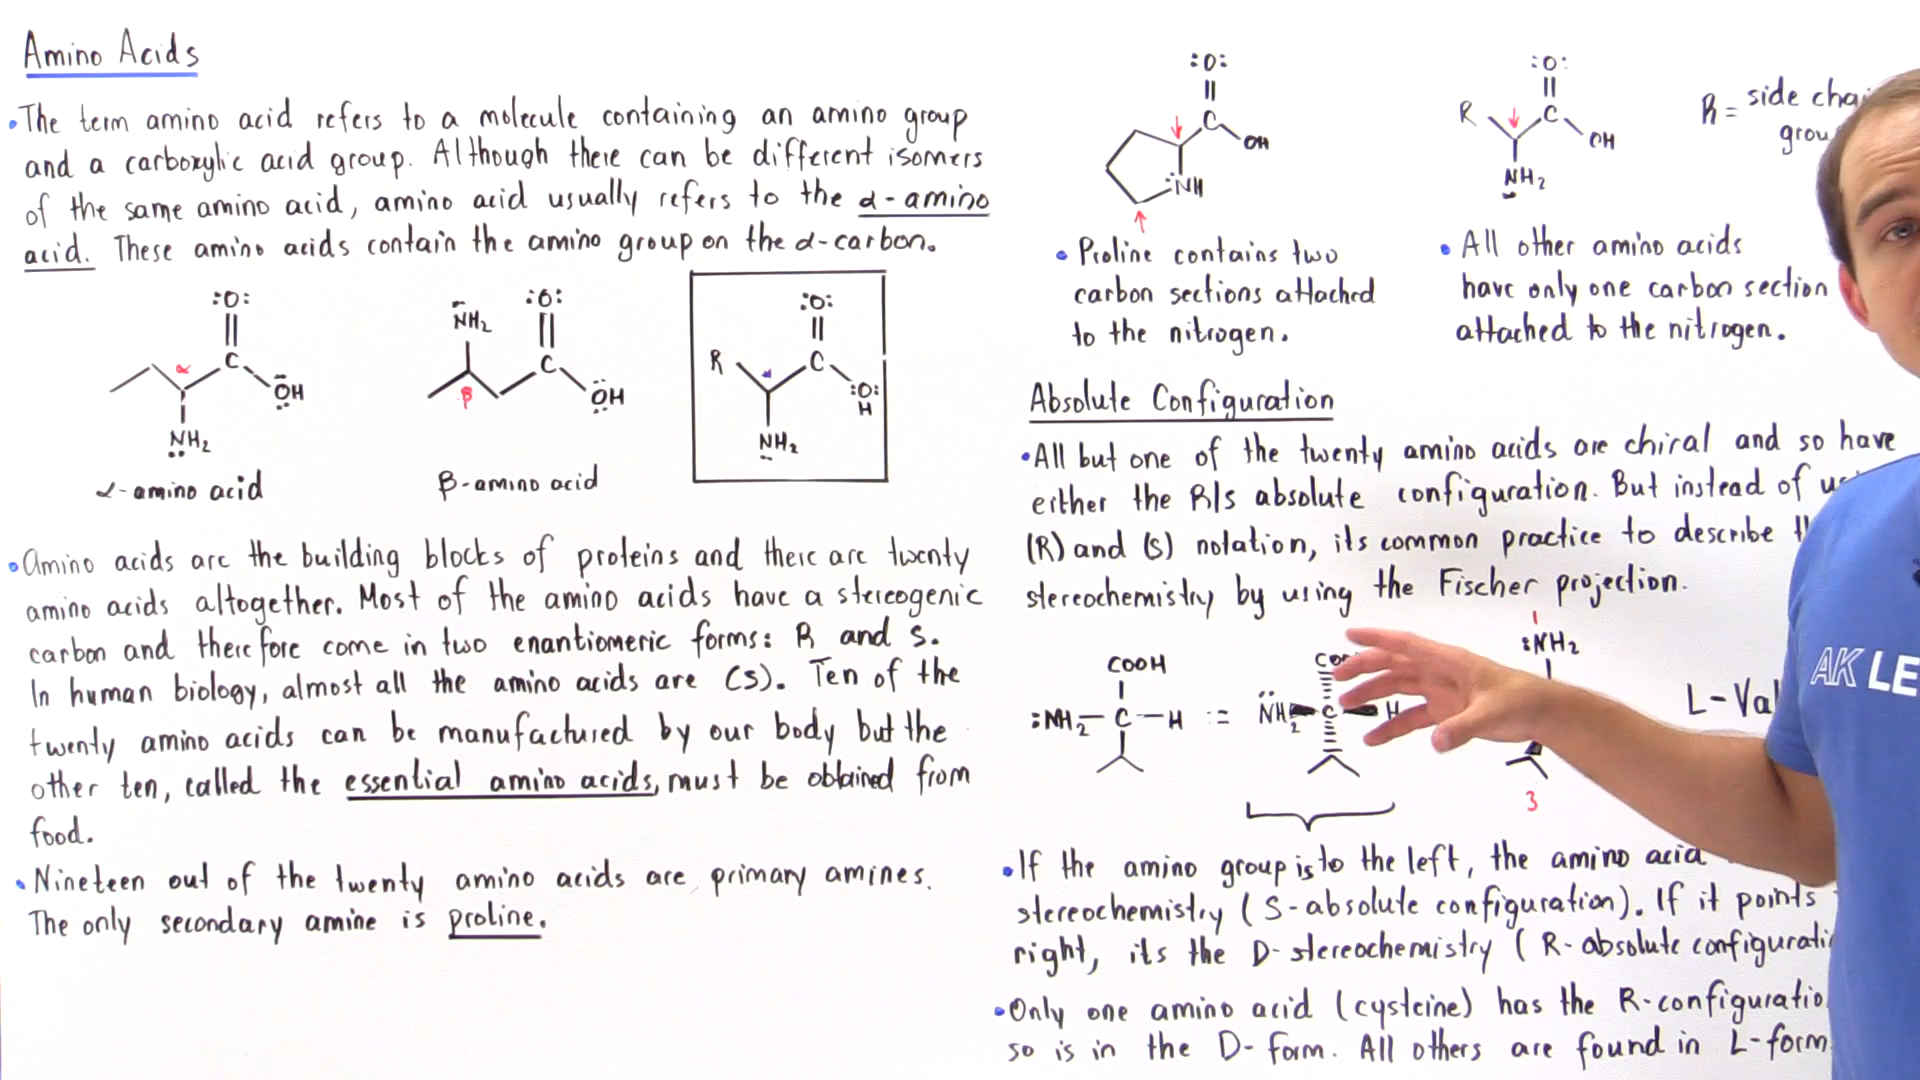 Amino Acids
•The term amino acid refers to a molecule containing an amino group
and a carboxylic acid group. Although there can be different isomers
of the same amino acid, amino acid usually refers to the α-amino
acid. These amino acids contain the amino group on the α-carbon.
:O:
C
α
OH
NH2
α-amino acid
NH2
:O:
C
β
OH
β-amino acid
:O:
R
C
:O:
H
NH2
•Amino acids are the building blocks of proteins and there are twenty
amino acids altogether. Most of the amino acids have a stereogenic
carbon and therefore come in two enantiomeric forms: R and S.
In human biology, almost all the amino acids are (S). Ten of the
twenty amino acids can be manufactured by our body but the
other ten, called the essential amino acids, must be obtained from
food.
•Nineteen out of the twenty amino acids are primary amines.
The only secondary amine is proline.
:O:
C
OH
NH
:O:
R
C
OH
NH2
R = side
•Proline contains two
carbon sections attached
to the nitrogen.
•All other amino acids
have only one carbon section
attached to the nitrogen.
Absolute Configuration
•All but one of the twenty amino acids are chiral and so have
either the R/S absolute configuration. But instead of
(R) and (S) notation, its common practice to describe
stereochemistry by using the Fischer projection.
COOH
:NH2—C—H :=
NH2 C H
:NH2
3
L-Val
•If the amino group is to the left, the amino acid
stereochemistry (S-absolute configuration). If it points
right, its the D-stereochemistry (R-absolute
•Only one amino acid (cysteine) has the
so is in the D-form. All others are found in L-form
AK LE